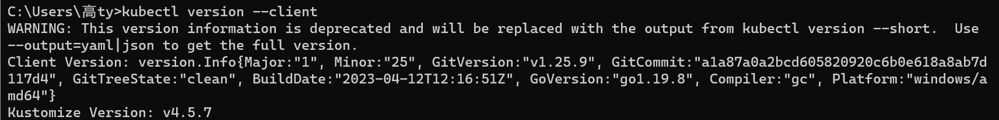 C:\Users\高ty>kubectl version --client
WARNING: This version information is deprecated and will be replaced with the output from kubectl version --short.  Use
--output=yaml|json to get the full version.
Client Version: version.Info{Major:"1", Minor:"25", GitVersion:"v1.25.9", GitCommit:"a1a87a0a2bcd605820920c6b0e618a8ab7d
117d4", GitTreeState:"clean", BuildDate:"2023-04-12T12:16:51Z", GoVersion:"go1.19.8", Compiler:"gc", Platform:"windows/a
md64"}
Kustomize Version: v4.5.7